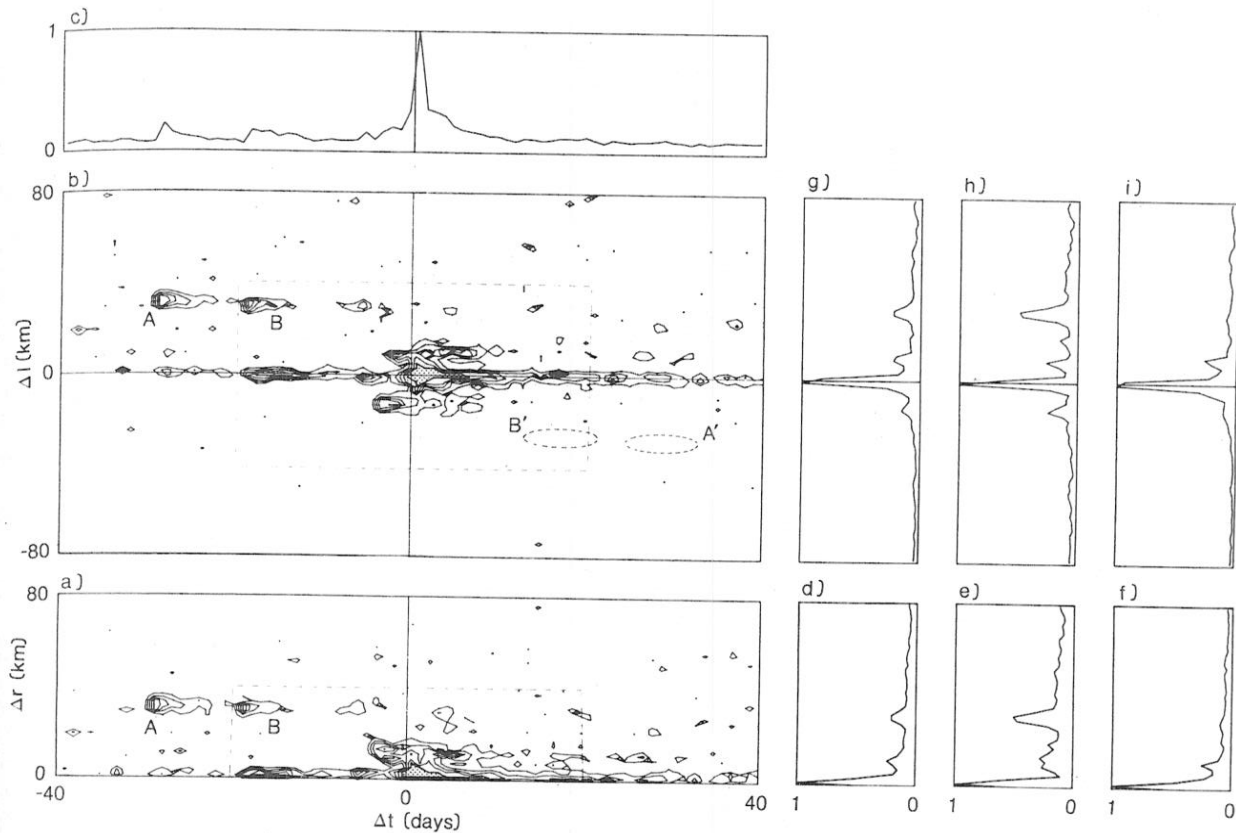 c)
1
0
b)
80
Δl (km)
0
-80
A
B
B′
A′
g)
h)
i)
a)
80
Δr (km)
0
A
B
-40
0
40
Δt (days)
d)
e)
f)
1
0
1
0
1
0